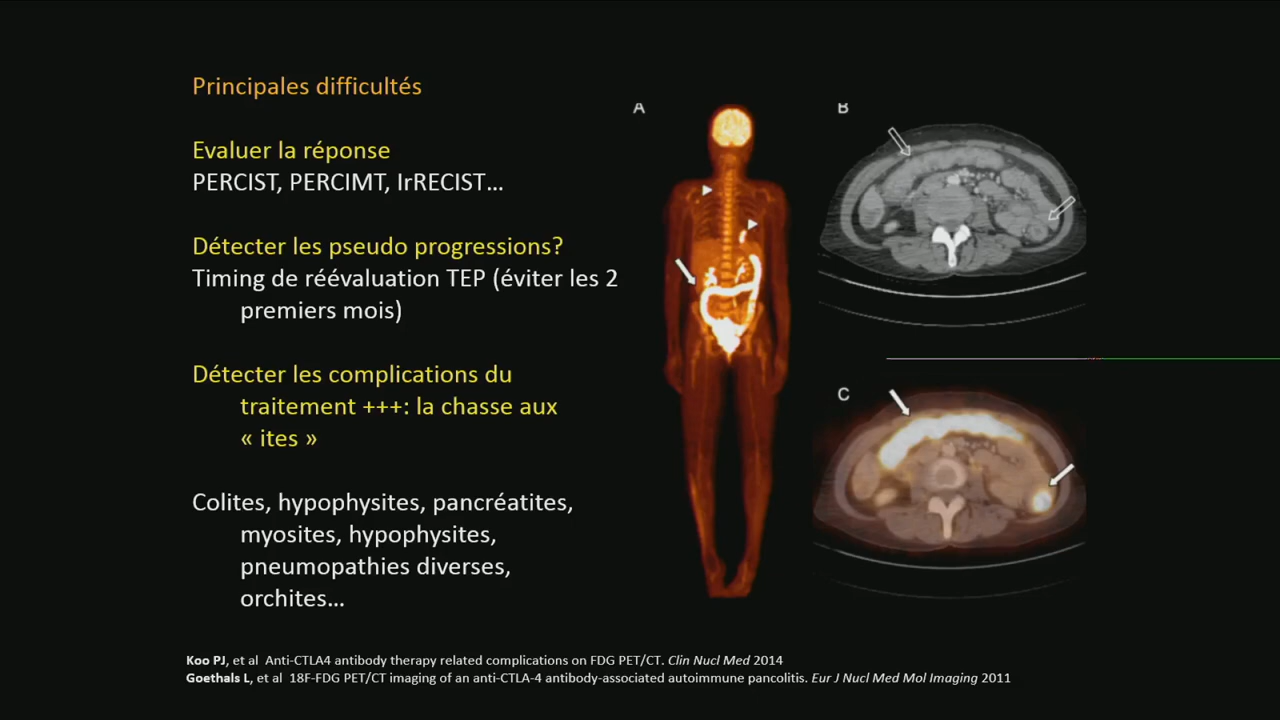 Principales difficultés
Evaluer la réponse
PERCIST, PERCIMT, IrRECIST…
Détecter les pseudo progressions?
Timing de réévaluation TEP (éviter les 2
premiers mois)
Détecter les complications du
traitement +++: la chasse aux
« ites »
Colites, hypophysites, pancréatites,
myosites, hypophysites,
pneumopathies diverses,
orchites…
A
B
C
Koo PJ, et al Anti-CTLA4 antibody therapy related complications on FDG PET/CT. Clin Nucl Med 2014
Goethals L, et al 18F-FDG PET/CT imaging of an anti-CTLA-4 antibody-associated autoimmune pancolitis. Eur J Nucl Med Mol Imaging 2011